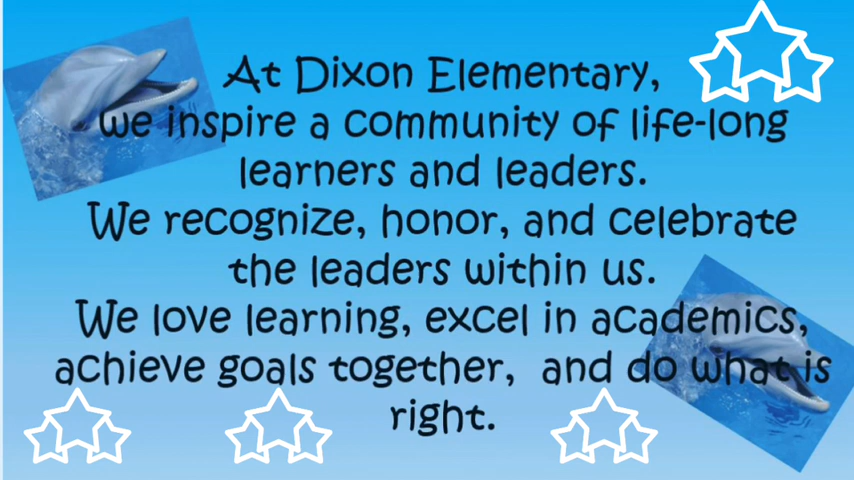 At Dixon Elementary,
we inspire a community of life-long
learners and leaders.
We recognize, honor, and celebrate
the leaders within us.
We love learning, excel in academics,
achieve goals together,  and do what is
right.